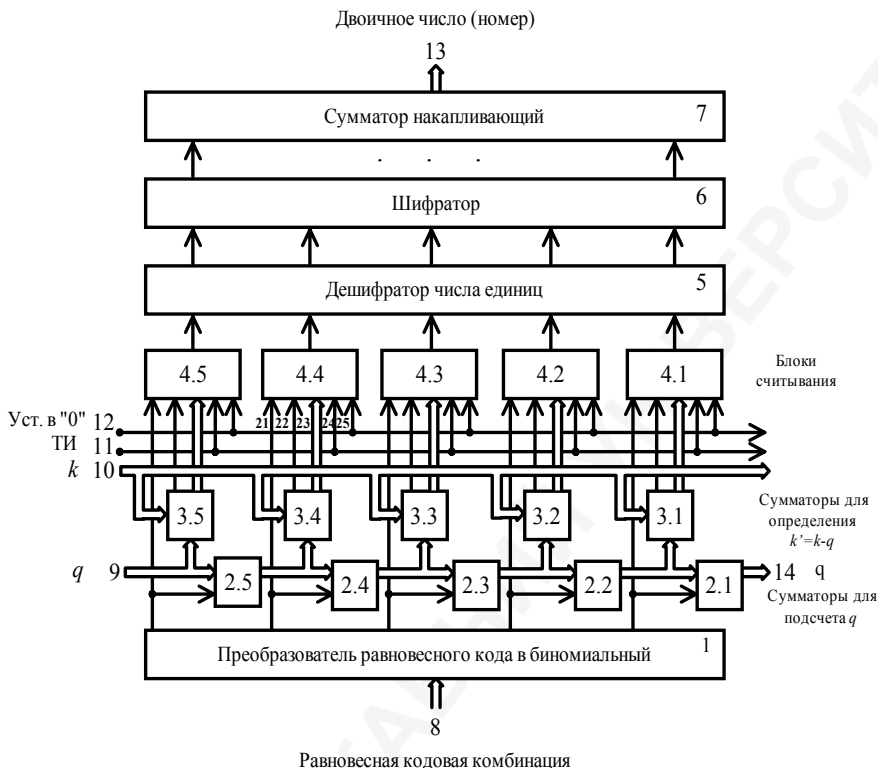 Двоичное число (номер)
13
Сумматор накапливающий 7
. . .
Шифратор 6
Дешифратор числа единиц 5
4.5 4.4 4.3 4.2 4.1
Блоки
считывания
Уст. в "0" 12
21 22 23 24 25
ТИ 11
k 10
3.5 3.4 3.3 3.2 3.1
Сумматоры для
определения
k’=k-q
q 9
2.5 2.4 2.3 2.2 2.1
14 q
Сумматоры для
подсчета q
Преобразователь равновесного кода в биномиальный 1
8
Равновесная кодовая комбинация